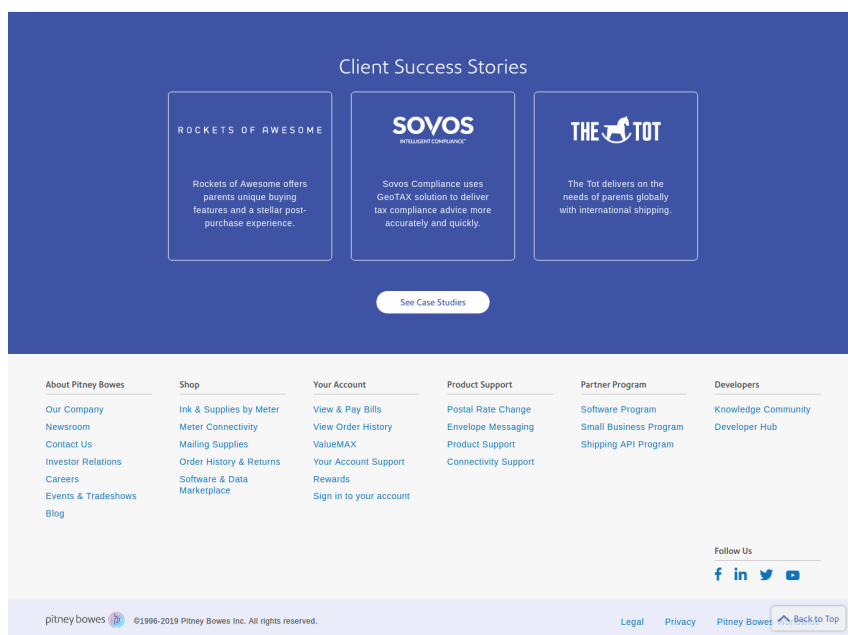 Client Success Stories
ROCKETS OF AWESOME
Rockets of Awesome offers
parents unique buying
features and a stellar post-
purchase experience.
SOVOS
INTELLIGENT COMPLIANCE™
Sovos Compliance uses
GeoTAX solution to deliver
tax compliance advice more
accurately and quickly.
THE TOT
The Tot delivers on the
needs of parents globally
with international shipping.
See Case Studies
About Pitney Bowes
Our Company
Newsroom
Contact Us
Investor Relations
Careers
Events & Tradeshows
Blog
Shop
Ink & Supplies by Meter
Meter Connectivity
Mailing Supplies
Order History & Returns
Software & Data
Marketplace
Your Account
View & Pay Bills
View Order History
ValueMAX
Your Account Support
Rewards
Sign in to your account
Product Support
Postal Rate Change
Envelope Messaging
Product Support
Connectivity Support
Partner Program
Software Program
Small Business Program
Shipping API Program
Developers
Knowledge Community
Developer Hub
Follow Us
pitney bowes ©1996-2019 Pitney Bowes Inc. All rights reserved.
Legal Privacy Pitney Bowes
Back to Top